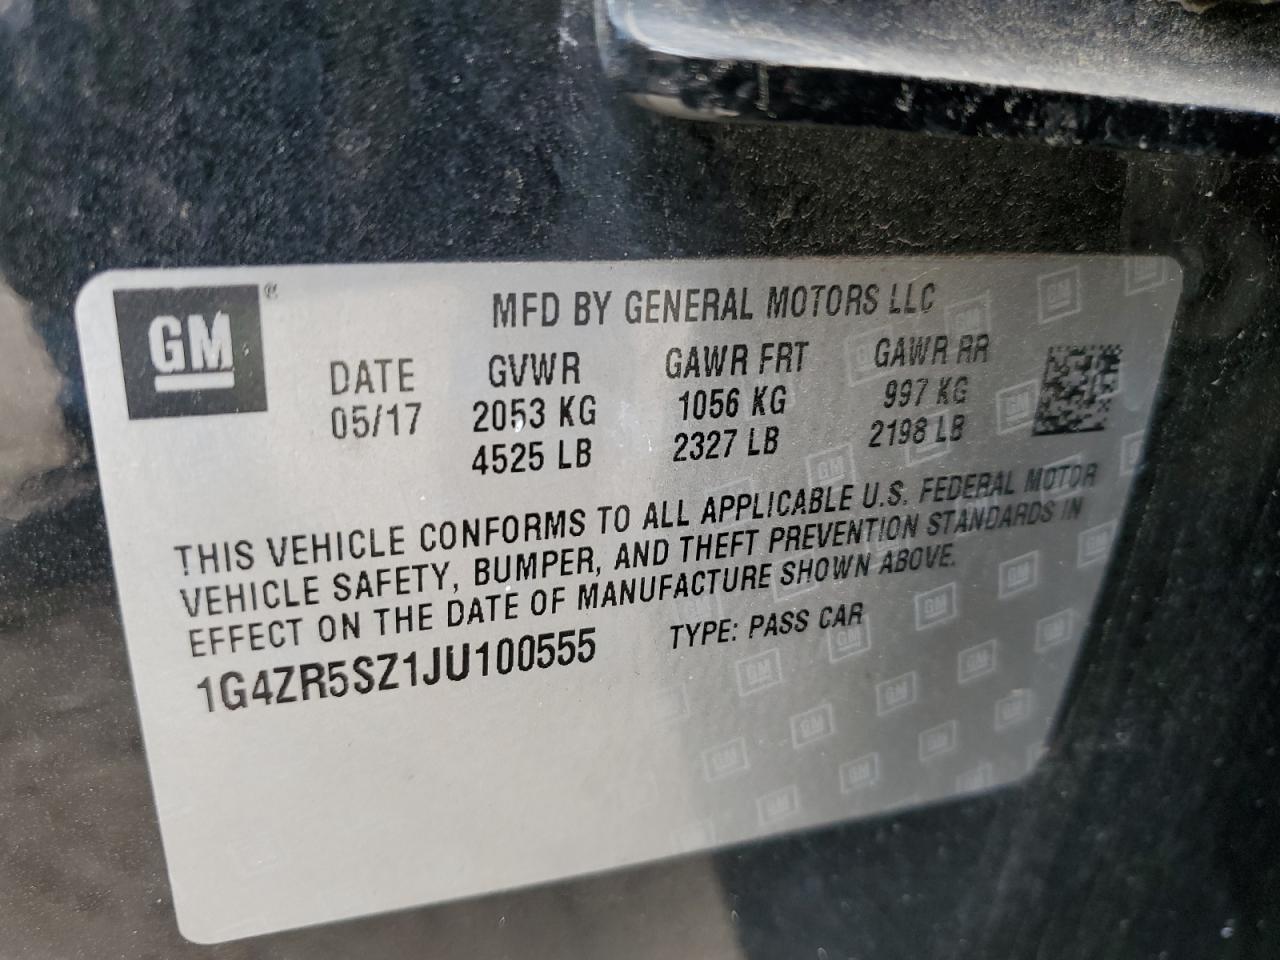 GM®
MFD BY GENERAL MOTORS LLC
DATE GVWR GAWR FRT GAWR RR
05/17 2053 KG 1056 KG 997 KG
4525 LB 2327 LB 2198 LB
THIS VEHICLE CONFORMS TO ALL APPLICABLE U.S. FEDERAL MOTOR
VEHICLE SAFETY, BUMPER, AND THEFT PREVENTION STANDARDS IN
EFFECT ON THE DATE OF MANUFACTURE SHOWN ABOVE.
1G4ZR5SZ1JU100555 TYPE: PASS CAR